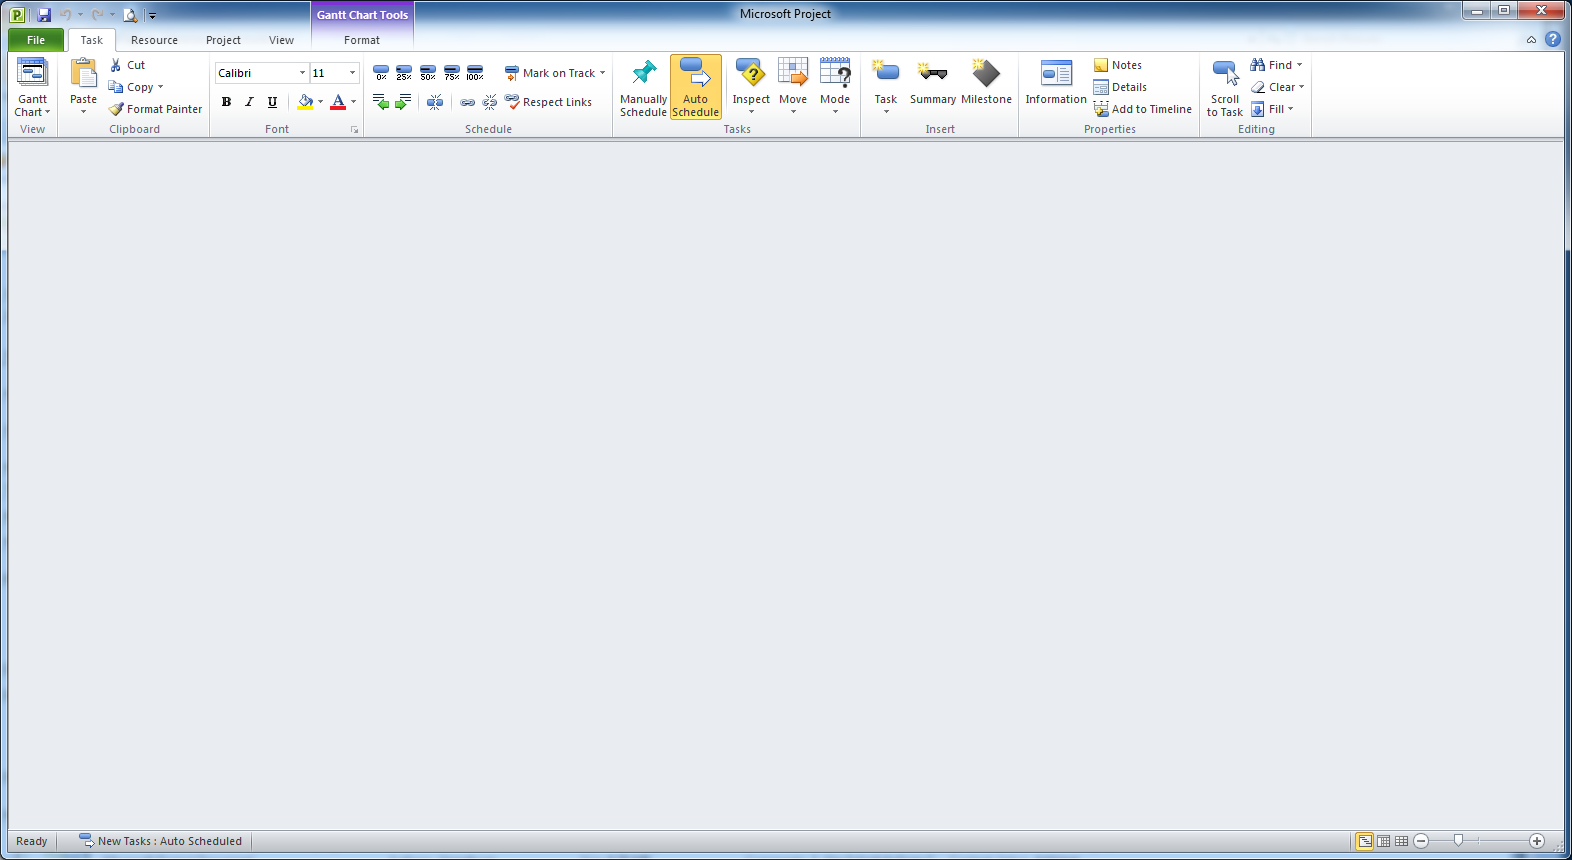 Gantt Chart Tools
Microsoft Project
File Task Resource Project View Format
Gantt Chart
View
Paste
Cut
Copy
Format Painter
Clipboard
Calibri 11
B I U A
Font
0% 25% 50% 75% 100%
Mark on Track
Respect Links
Schedule
Manually Schedule
Auto Schedule
Inspect
Move
Mode
Tasks
Task
Summary
Milestone
Insert
Information
Notes
Details
Add to Timeline
Properties
Scroll to Task
Find
Clear
Fill
Editing
Ready
New Tasks : Auto Scheduled